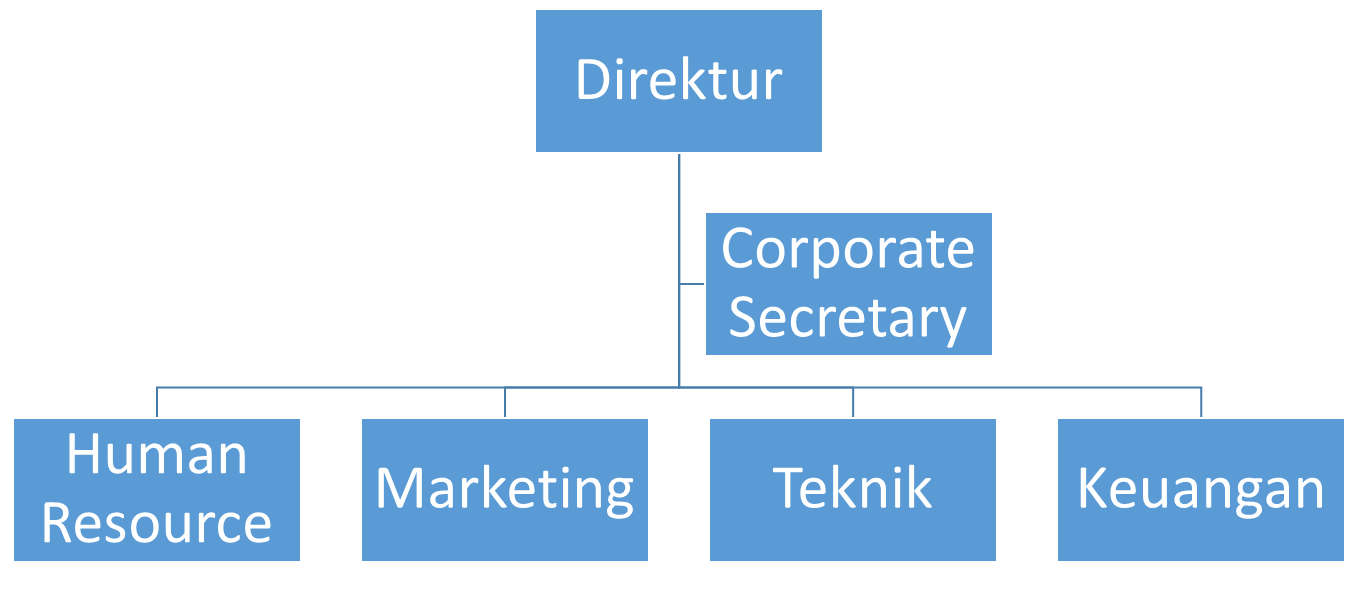 Direktur
Corporate
Secretary
Human
Resource
Marketing
Teknik
Keuangan